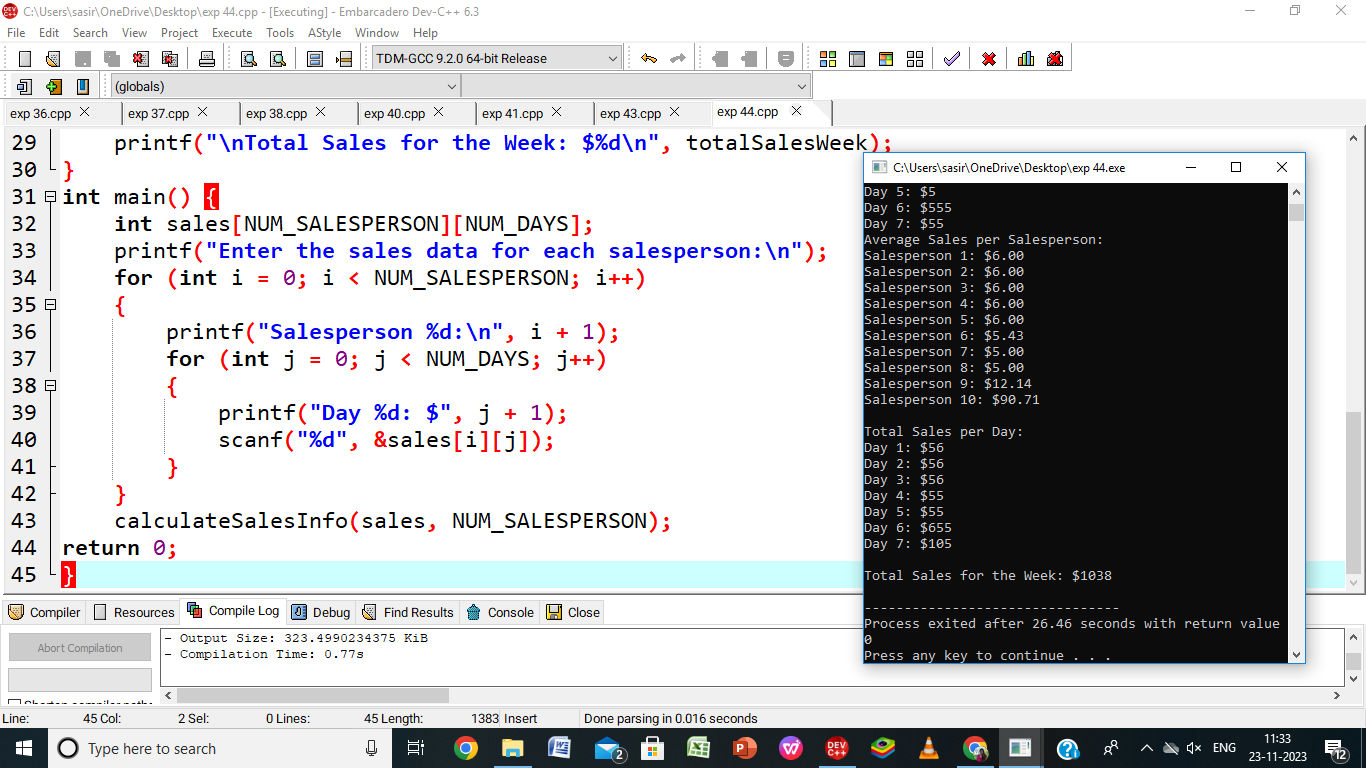 C:\Users\sasir\OneDrive\Desktop\exp 44.cpp - [Executing] - Embarcadero Dev-C++ 6.3
File Edit Search View Project Execute Tools AStyle Window Help
TDM-GCC 9.2.0 64-bit Release
(globals)
exp 36.cpp exp 37.cpp exp 38.cpp exp 40.cpp exp 41.cpp exp 43.cpp exp 44.cpp
29 printf("\nTotal Sales for the Week: $%d\n", totalSalesWeek);
30 }
31 int main() {
32 int sales[NUM_SALESPERSON][NUM_DAYS];
33 printf("Enter the sales data for each salesperson:\n");
34 for (int i = 0; i < NUM_SALESPERSON; i++)
35 {
36 printf("Salesperson %d:\n", i + 1);
37 for (int j = 0; j < NUM_DAYS; j++)
38 {
39 printf("Day %d: $", j + 1);
40 scanf("%d", &sales[i][j]);
41 }
42 }
43 calculateSalesInfo(sales, NUM_SALESPERSON);
44 return 0;
45 }
C:\Users\sasir\OneDrive\Desktop\exp 44.exe
Day 5: $5
Day 6: $555
Day 7: $55
Average Sales per Salesperson:
Salesperson 1: $6.00
Salesperson 2: $6.00
Salesperson 3: $6.00
Salesperson 4: $6.00
Salesperson 5: $6.00
Salesperson 6: $5.43
Salesperson 7: $5.00
Salesperson 8: $5.00
Salesperson 9: $12.14
Salesperson 10: $90.71
Total Sales per Day:
Day 1: $56
Day 2: $56
Day 3: $56
Day 4: $55
Day 5: $55
Day 6: $655
Day 7: $105
Total Sales for the Week: $1038
--------------------------------
Process exited after 26.46 seconds with return value
0
Press any key to continue . . .
Compiler Resources Compile Log Debug Find Results Console Close
Abort Compilation
- Output Size: 323.4990234375 KiB
- Compilation Time: 0.77s
Line: 45 Col: 2 Sel: 0 Lines: 45 Length: 1383 Insert Done parsing in 0.016 seconds
Type here to search
2
DEV C++
ENG
11:33
23-11-2023
12